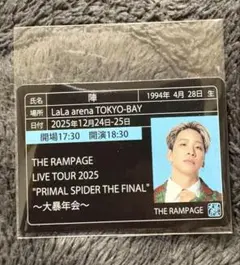 氏名 陣 1994年 4月 28日 生
場所 LaLa arena TOKYO-BAY
日付 2025年12月24日-25日
開場17:30 開演18:30
THE RAMPAGE
LIVE TOUR 2025
"PRIMAL SPIDER THE FINAL"
~大暴年会~
THE RAMPAGE